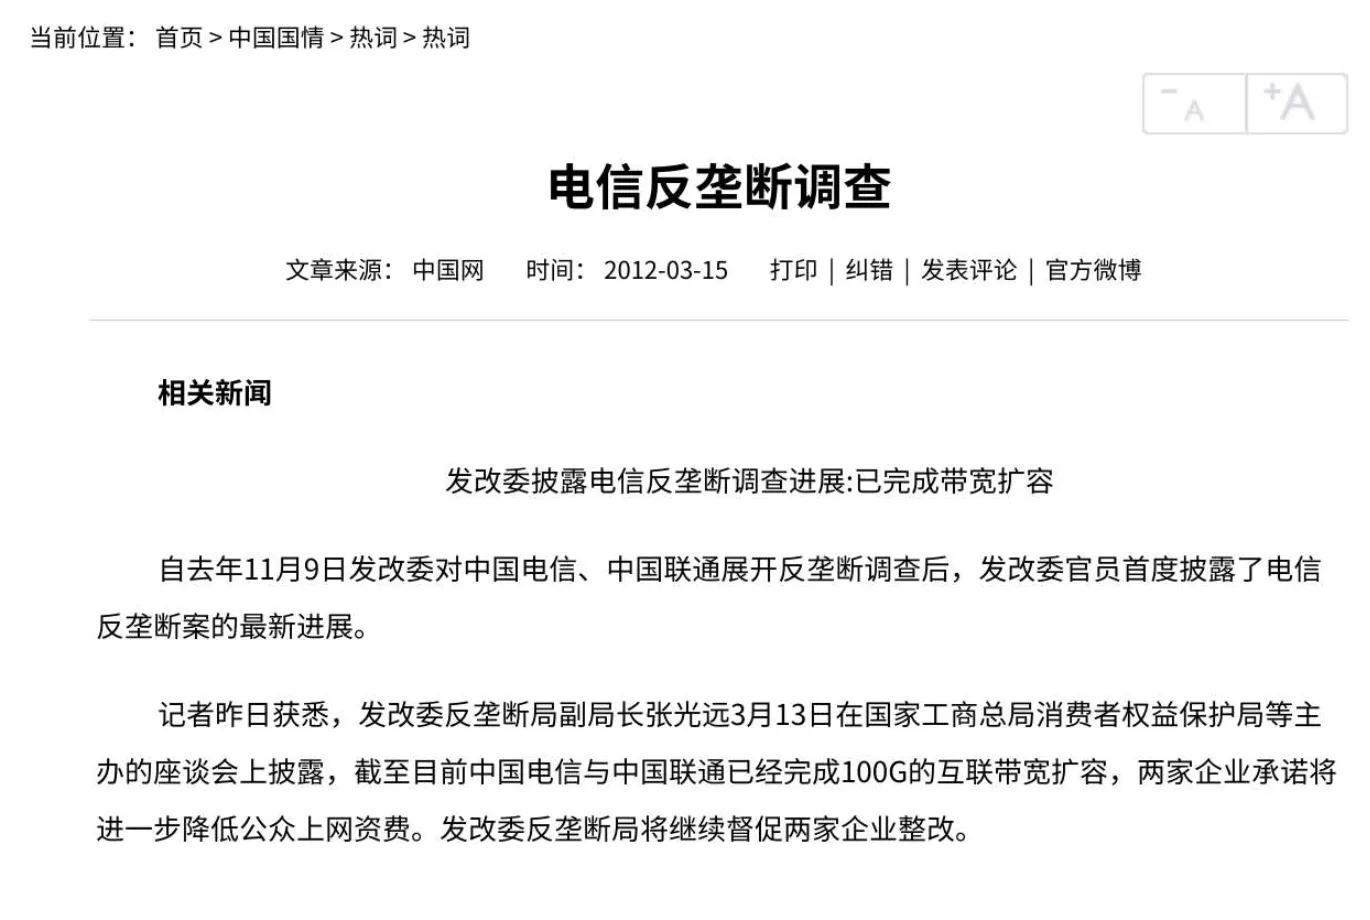 当前位置： 首页 > 中国国情 > 热词 > 热词
-A +A
电信反垄断调查
文章来源： 中国网 时间： 2012-03-15 打印 | 纠错 | 发表评论 | 官方微博
相关新闻
发改委披露电信反垄断调查进展:已完成带宽扩容
自去年11月9日发改委对中国电信、中国联通展开反垄断调查后，发改委官员首度披露了电信
反垄断案的最新进展。
记者昨日获悉，发改委反垄断局副局长张光远3月13日在国家工商总局消费者权益保护局等主
办的座谈会上披露，截至目前中国电信与中国联通已经完成100G的互联带宽扩容，两家企业承诺将
进一步降低公众上网资费。发改委反垄断局将继续督促两家企业整改。